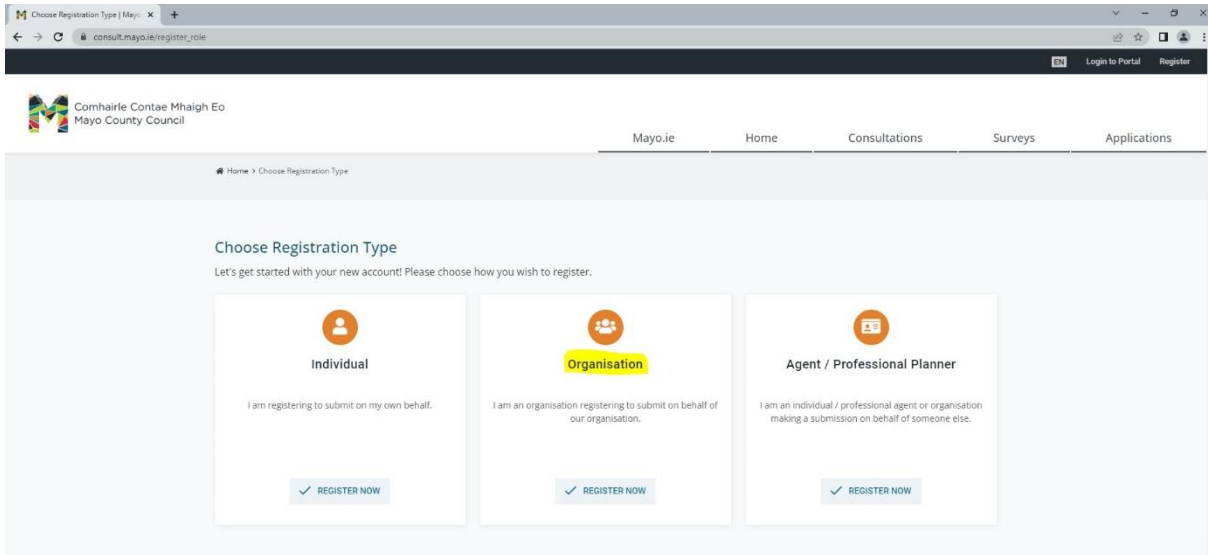 Choose Registration Type | Mayo
consult.mayo.ie/register_role
EN Login to Portal Register
Comhairle Contae Mhaigh Eo
Mayo County Council
Mayo.ie Home Consultations Surveys Applications
Home > Choose Registration Type
Choose Registration Type
Let's get started with your new account! Please choose how you wish to register.
Individual
I am registering to submit on my own behalf.
REGISTER NOW
Organisation
I am an organisation registering to submit on behalf of
our organisation.
REGISTER NOW
Agent / Professional Planner
I am an individual / professional agent or organisation
making a submission on behalf of someone else.
REGISTER NOW